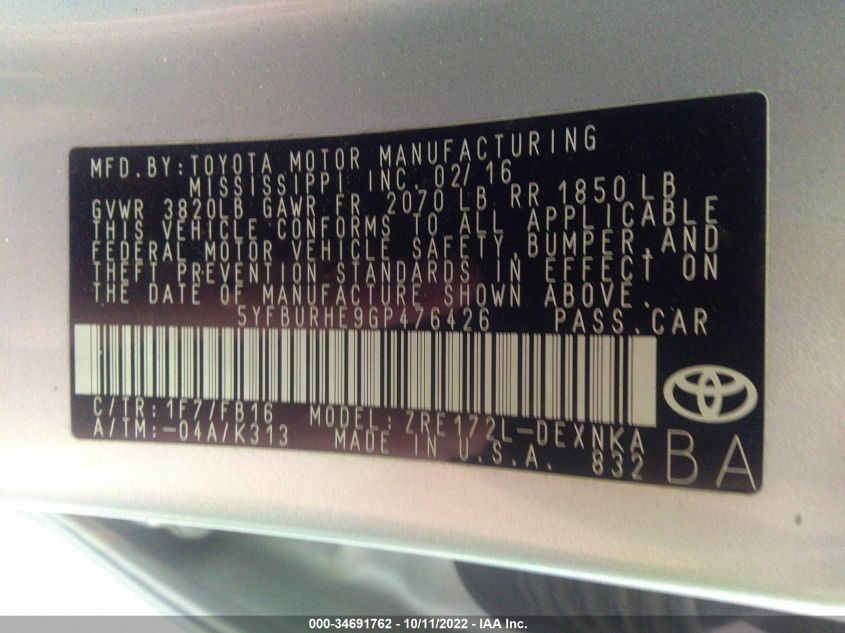 MFD.BY:TOYOTA MOTOR MANUFACTURING
MISSISSIPPI INC. 02/16
GVWR 3820LB GAWR FR 2070 LB RR 1850 LB
THIS VEHICLE CONFORMS TO ALL APPLICABLE
FEDERAL MOTOR VEHICLE SAFETY, BUMPER, AND
THEFT PREVENTION STANDARDS IN EFFECT ON
THE DATE OF MANUFACTURE SHOWN ABOVE.
5YFBURHE9GP476426 PASS.CAR
C/TR:1F7/FB16 MODEL: ZRE172L-DEXNKA
A/TM:-04A/K313 MADE IN U.S.A. 832
BA
000-34691762 - 10/11/2022 - IAA Inc.